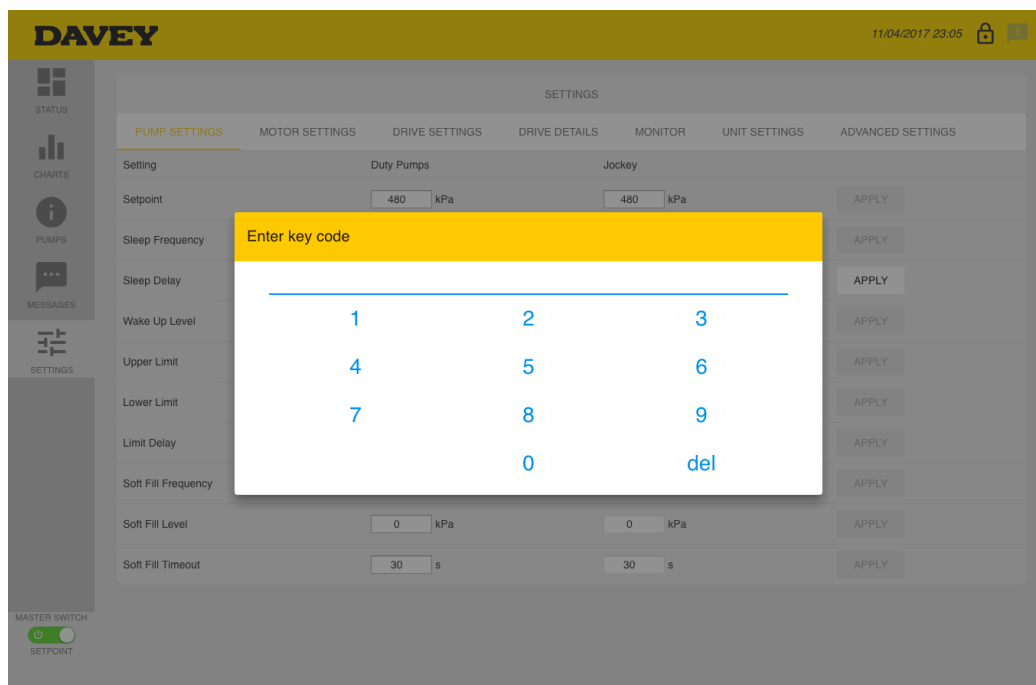 DAVEY
11/04/2017 23:05
STATUS
CHARTS
PUMPS
MESSAGES
SETTINGS
MASTER SWITCH
SETPOINT
SETTINGS
PUMP SETTINGS MOTOR SETTINGS DRIVE SETTINGS DRIVE DETAILS MONITOR UNIT SETTINGS ADVANCED SETTINGS
Setting Duty Pumps Jockey
Setpoint 480 kPa 480 kPa APPLY
Sleep Frequency APPLY
Sleep Delay APPLY
Wake Up Level APPLY
Upper Limit APPLY
Lower Limit APPLY
Limit Delay APPLY
Soft Fill Frequency APPLY
Soft Fill Level 0 kPa 0 kPa APPLY
Soft Fill Timeout 30 s 30 s APPLY
Enter key code
1 2 3
4 5 6
7 8 9
0 del